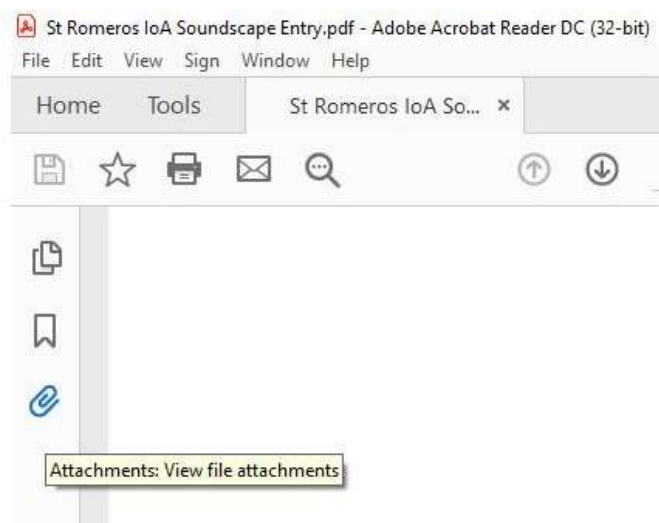 St Romeros IoA Soundscape Entry.pdf - Adobe Acrobat Reader DC (32-bit)
File Edit View Sign Window Help
Home Tools St Romeros IoA So... ×
Attachments: View file attachments